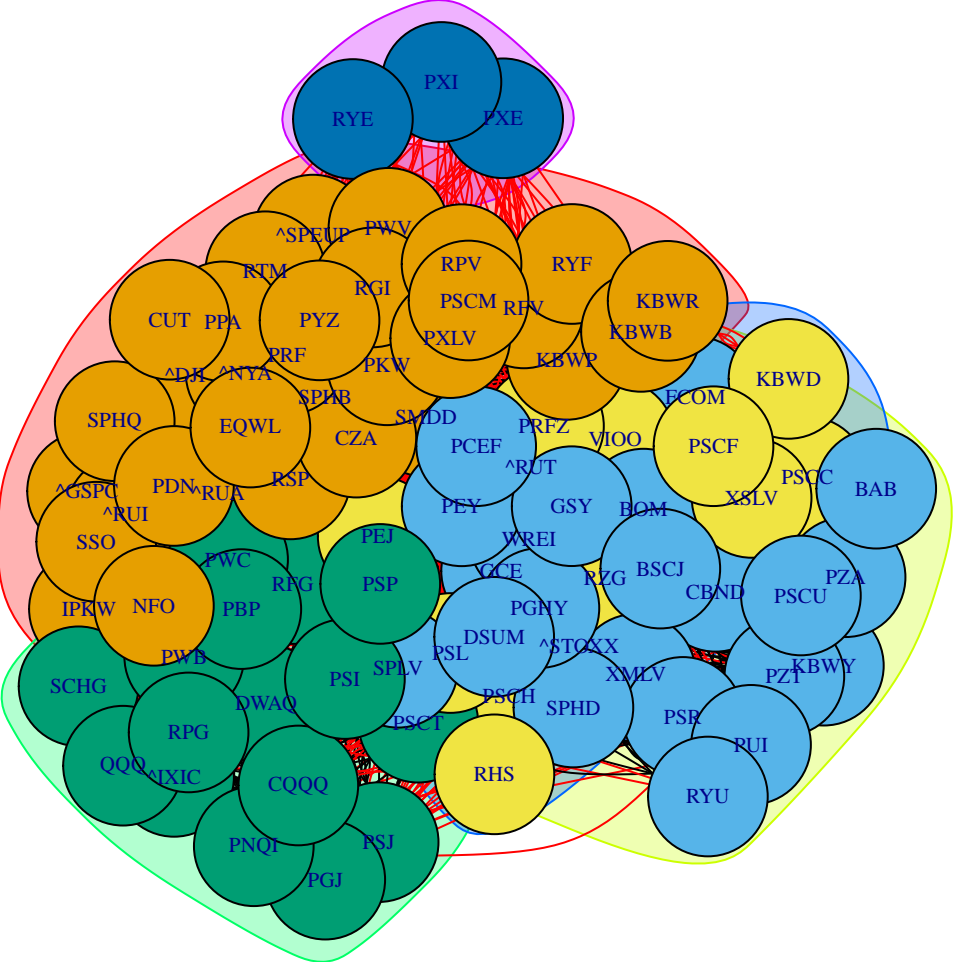 PXI
RYE
PXE
^SPEUP
PWV
RTM
RPV
RYF
RGI
PSCM
RFV
KBWR
CUT
PPA
PYZ
KBWB
PXLV
PRF
KBWP
^DJI
^NYA
PKW
KBWD
SPHB
FCOM
SPHQ
EQWL
SMDD
CZA
PCEF
PRFZ
VIOO
PSCF
^RUT
PSCC
^GSPC
PDN
^RUA
RSP
XSLV
BAB
^RUI
PEY
GSY
BOM
SSO
PEJ
WREI
PWC
GCE
BSCJ
RZG
PZA
RFG
PSP
CBND
PSCU
IPKW
NFO
PBP
PGHY
DSUM
^STOXX
PWB
PSL
SPLV
KBWY
XMLV
PZT
SCHG
PSI
PSCH
DWAQ
SPHD
PSR
PSCT
RPG
PUI
QQQ
^IXIC
RHS
CQQQ
RYU
PNQI
PSJ
PGJ